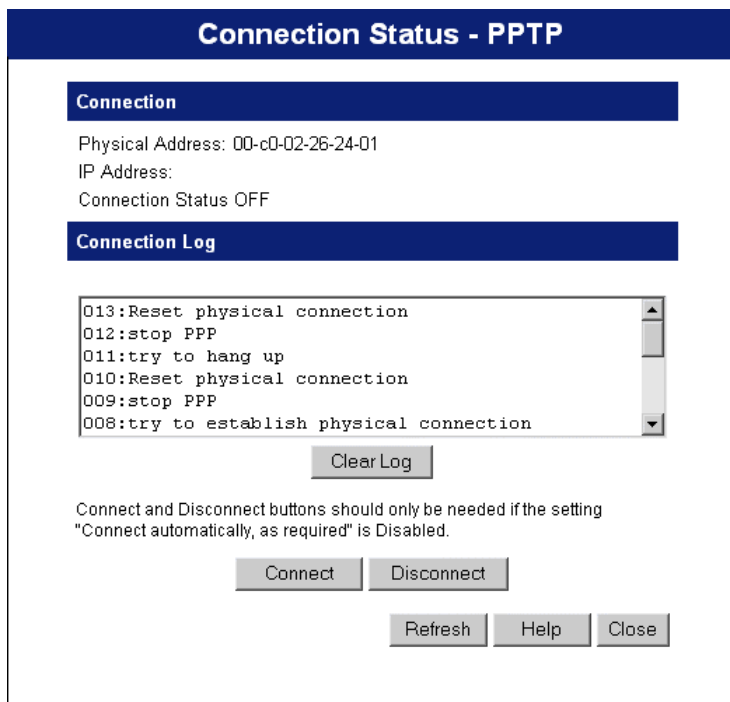 Connection Status - PPTP
Connection
Physical Address: 00-c0-02-26-24-01
IP Address:
Connection Status OFF
Connection Log
013:Reset physical connection
012:stop PPP
011:try to hang up
010:Reset physical connection
009:stop PPP
008:try to establish physical connection
Clear Log
Connect and Disconnect buttons should only be needed if the setting
"Connect automatically, as required" is Disabled.
Connect Disconnect
Refresh Help Close